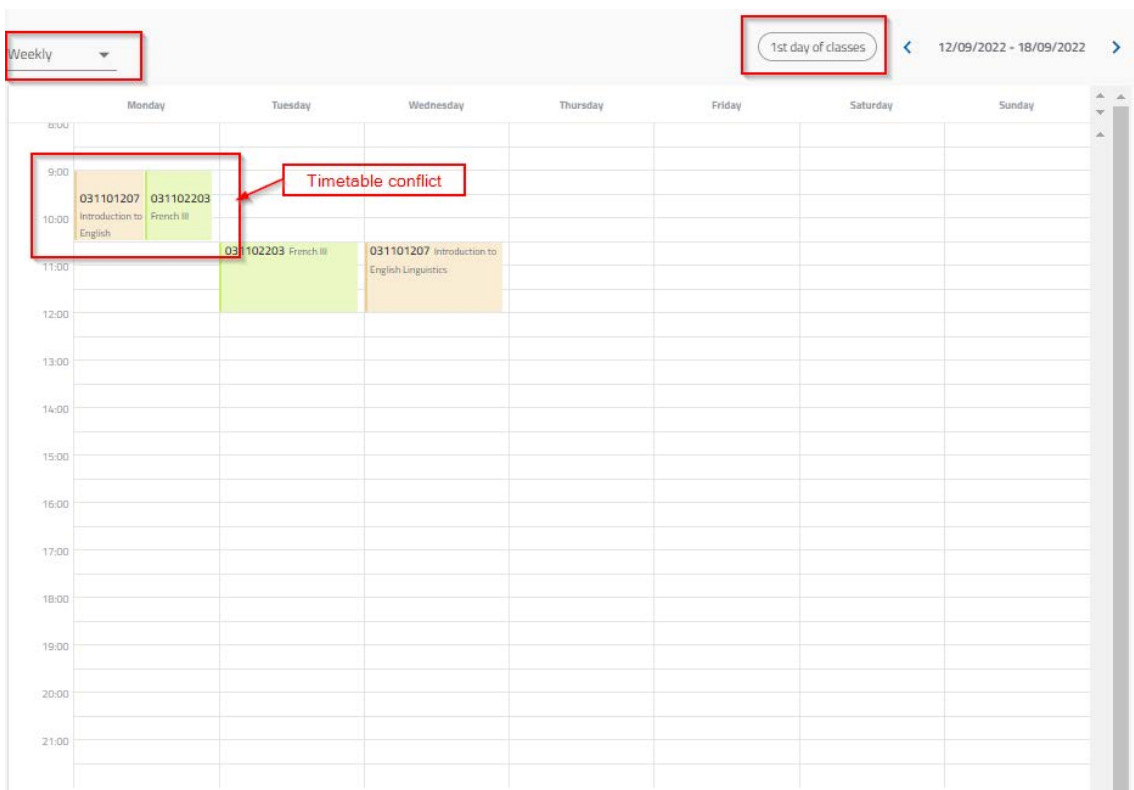 Weekly
1st day of classes
12/09/2022 - 18/09/2022
Monday Tuesday Wednesday Thursday Friday Saturday Sunday
8:00
9:00
Timetable conflict
031101207 031102203
10:00 Introduction to French III
English
031102203 French III 031101207 Introduction to
11:00 English Linguistics
12:00
13:00
14:00
15:00
16:00
17:00
18:00
19:00
20:00
21:00